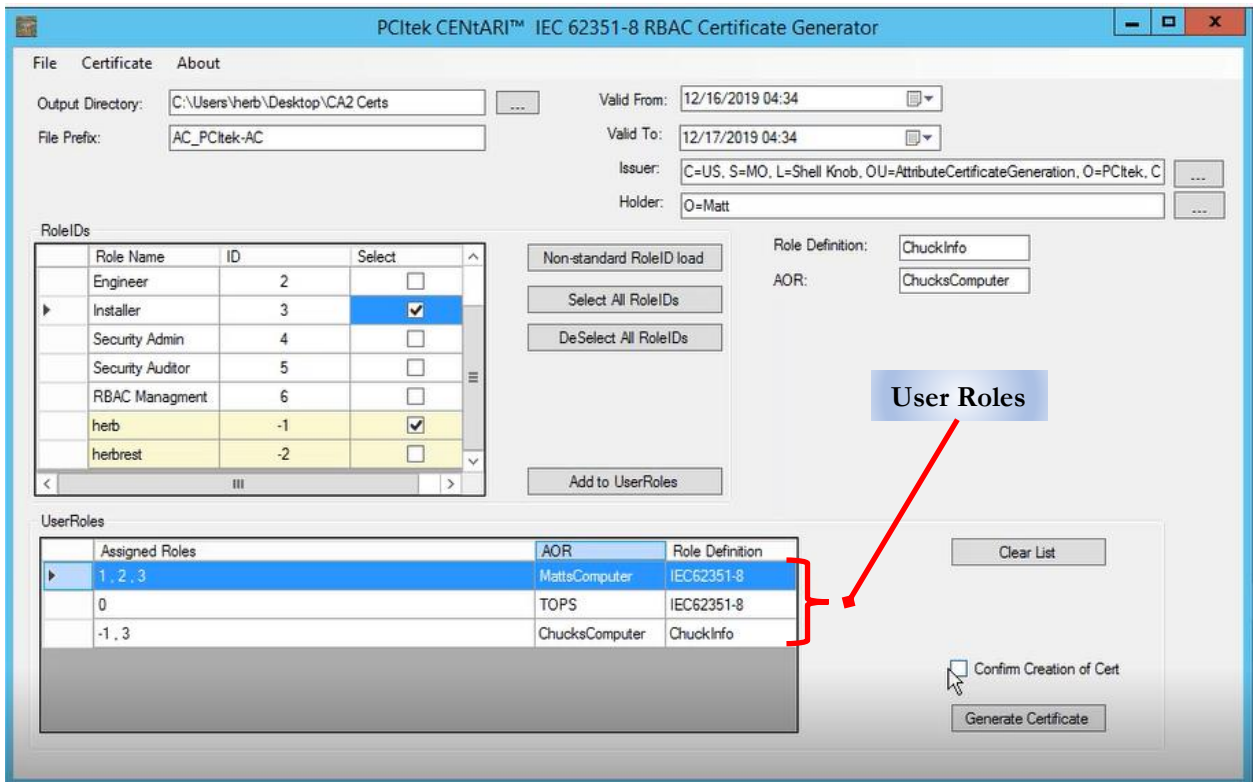 PCItek CENtARI™ IEC 62351-8 RBAC Certificate Generator
File Certificate About
Output Directory: C:\Users\herb\Desktop\CA2 Certs ...
Valid From: 12/16/2019 04:34
File Prefix: AC_PCItek-AC
Valid To: 12/17/2019 04:34
Issuer: C=US, S=MO, L=Shell Knob, OU=AttributeCertificateGeneration, O=PCItek, C ...
Holder: O=Matt ...
RoleIDs
Role Name ID Select
Engineer 2
Installer 3
Security Admin 4
Security Auditor 5
RBAC Managment 6
herb -1
herbrest -2
Non-standard RoleID load
Select All RoleIDs
DeSelect All RoleIDs
Add to UserRoles
Role Definition: ChuckInfo
AOR: ChucksComputer
User Roles
UserRoles
Assigned Roles AOR Role Definition
1 , 2 , 3 MattsComputer IEC62351-8
0 TOPS IEC62351-8
-1 , 3 ChucksComputer ChuckInfo
Clear List
Confirm Creation of Cert
Generate Certificate